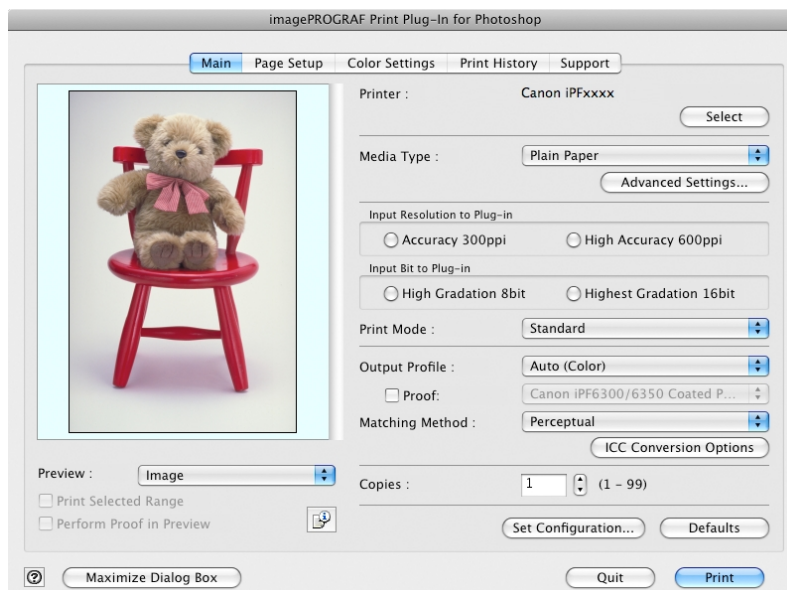 imagePROGRAF Print Plug-In for Photoshop
Main Page Setup Color Settings Print History Support
Printer : Canon iPFxxxx
Select
Media Type : Plain Paper
Advanced Settings...
Input Resolution to Plug-in
Accuracy 300ppi High Accuracy 600ppi
Input Bit to Plug-in
High Gradation 8bit Highest Gradation 16bit
Print Mode : Standard
Output Profile : Auto (Color)
Proof: Canon iPF6300/6350 Coated P...
Matching Method : Perceptual
ICC Conversion Options
Preview : Image
Print Selected Range
Perform Proof in Preview
Copies : 1 (1 – 99)
Set Configuration... Defaults
? Maximize Dialog Box Quit Print